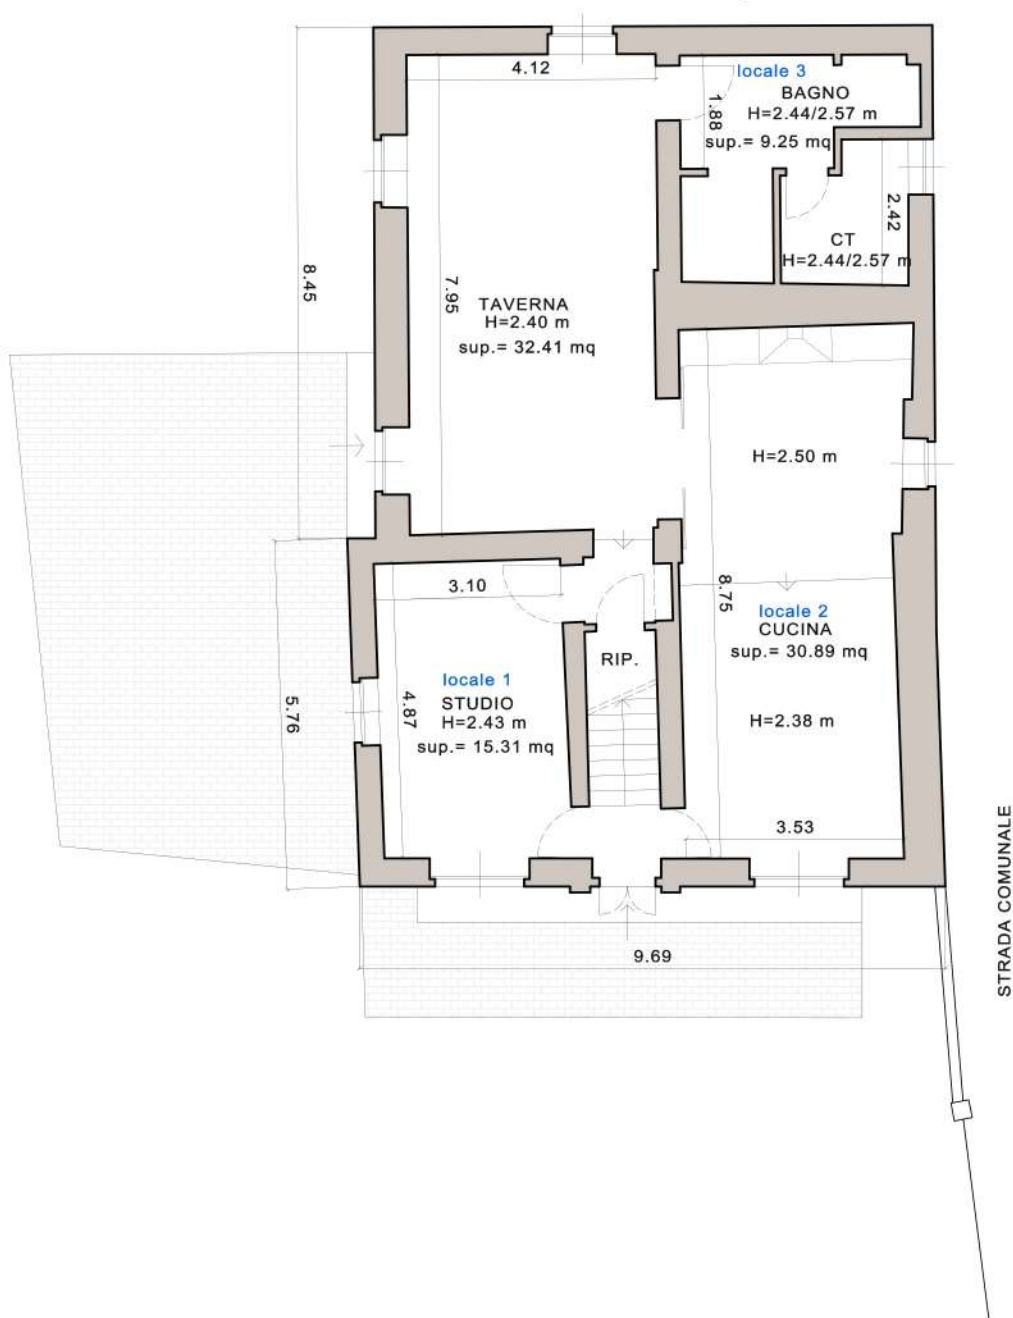 4.12
locale 3
BAGNO
H=2.44/2.57 m
sup.= 9.25 mq
1.88
2.42
CT
H=2.44/2.57 m
8.45
7.95
TAVERNA
H=2.40 m
sup.= 32.41 mq
H=2.50 m
3.10
8.75
locale 2
CUCINA
sup.= 30.89 mq
H=2.38 m
RIP.
locale 1
STUDIO
H=2.43 m
sup.= 15.31 mq
4.87
5.76
3.53
9.69
STRADA COMUNALE